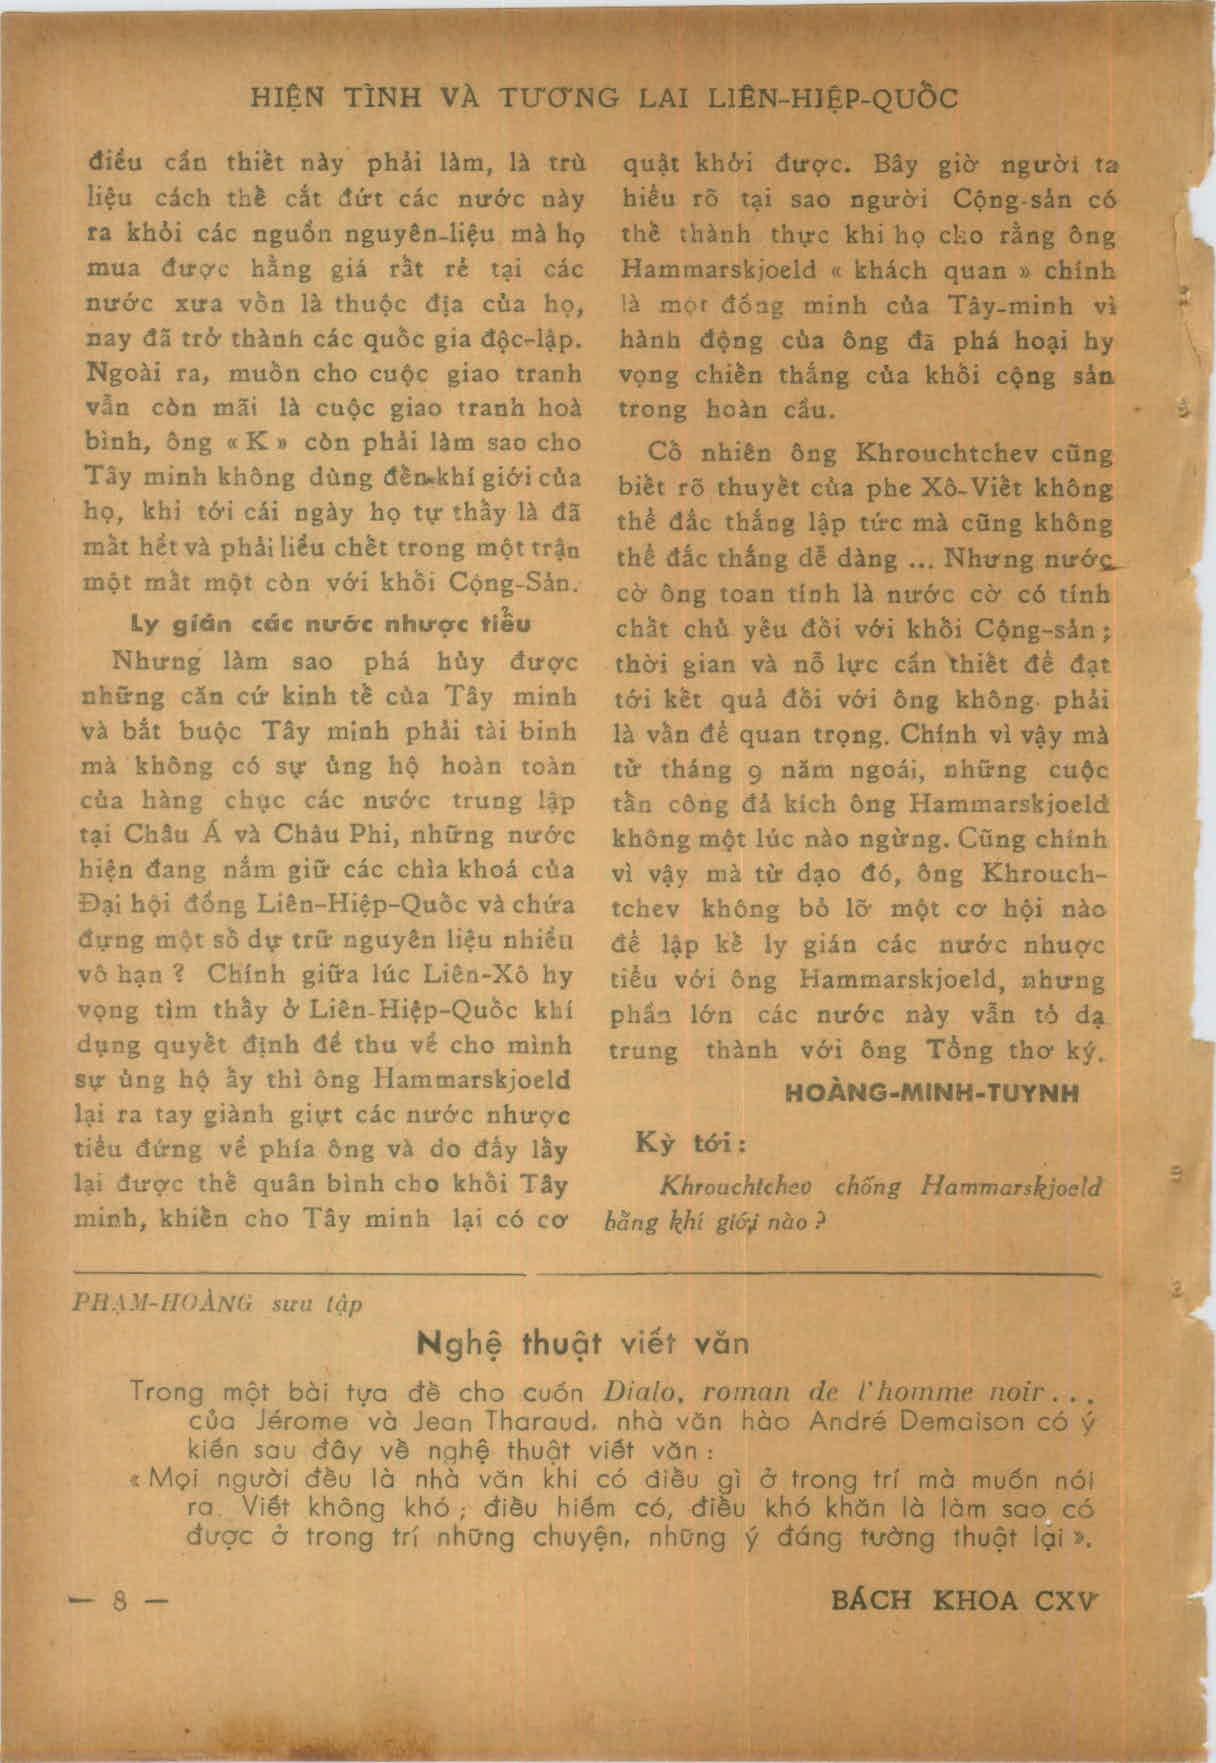 HIỆN TÌNH VÀ TƯƠNG LAI LIÊN-HIỆP-QUỐC
điều cần thiết này phải làm, là trù
liệu cách thế cắt đứt các nước này
ra khỏi các nguồn nguyên-liệu mà họ
mua được bằng giá rất rẻ tại các
nước xưa vốn là thuộc địa của họ,
nay đã trở thành các quốc gia độc-lập.
Ngoài ra, muốn cho cuộc giao tranh
vẫn còn mãi là cuộc giao tranh hoà
bình, ông « K » còn phải làm sao cho
Tây minh không dùng đến khí giới của
họ, khi tới cái ngày họ tự thấy là đã
mất hết và phải liều chết trong một trận
một mất một còn với khối Cộng-Sản.
Ly gián các nước nhược tiểu
Nhưng làm sao phá hủy được
những căn cứ kinh tế của Tây minh
và bắt buộc Tây minh phải tài binh
mà không có sự ủng hộ hoàn toàn
của hàng chục các nước trung lập
tại Châu Á và Châu Phi, những nước
hiện đang nắm giữ các chìa khoá của
Đại hội đồng Liên-Hiệp-Quốc và chứa
đựng một số dự trữ nguyên liệu nhiều
vô hạn ? Chính giữa lúc Liên-Xô hy
vọng tìm thấy ở Liên-Hiệp-Quốc khí
dụng quyết định để thu về cho mình
sự ủng hộ ấy thì ông Hammarskjoeld
lại ra tay giành giựt các nước nhược
tiểu đứng về phía ông và do đấy lấy
lại được thế quân bình cho khối Tây
minh, khiến cho Tây minh lại có cơ
quật khởi được. Bây giờ người ta
hiểu rõ tại sao người Cộng-sản có
thể thành thực khi họ cho rằng ông
Hammarskjoeld « khách quan » chính
là một đồng minh của Tây-minh vì
hành động của ông đã phá hoại hy
vọng chiến thắng của khối cộng sản
trong hoàn cầu.
Cố nhiên ông Khrouchtchev cũng
biết rõ thuyết của phe Xô-Viết không
thể đắc thắng lập tức mà cũng không
thể đắc thắng dễ dàng ... Nhưng nước
cờ ông toan tính là nước cờ có tính
chất chủ yếu đối với khối Cộng-sản ;
thời gian và nỗ lực cần thiết để đạt
tới kết quả đối với ông không phải
là vấn đề quan trọng. Chính vì vậy mà
từ tháng 9 năm ngoái, những cuộc
tấn công đả kích ông Hammarskjoeld
không một lúc nào ngừng. Cũng chính
vì vậy mà từ dạo đó, ông Khrouch-
tchev không bỏ lỡ một cơ hội nào
để lập kế ly gián các nước nhuợc
tiểu với ông Hammarskjoeld, nhưng
phần lớn các nước này vẫn tỏ dạ
trung thành với ông Tổng thơ ký.
HOÀNG-MINH-TUYNH
Kỳ tới :
Khrouchtchev chống Hammarskjoeld
bằng khí giới nào ?
PHẠM-HOÀNG sưu tập
Nghệ thuật viết văn
Trong một bài tựa đề cho cuốn Dialo, roman de l'homme noir...
của Jérome và Jean Tharaud, nhà văn hào André Demaison có ý
kiến sau đây về nghệ thuật viết văn :
« Mọi người đều là nhà văn khi có điều gì ở trong trí mà muốn nói
ra. Viết không khó ; điều hiếm có, điều khó khăn là làm sao có
được ở trong trí những chuyện, những ý đáng tường thuật lại ».
— 8 —
BÁCH KHOA CXV